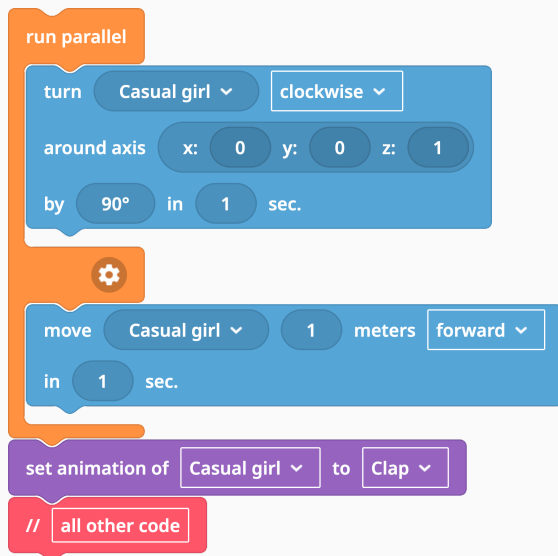 run parallel
turn Casual girl clockwise
around axis x: 0 y: 0 z: 1
by 90° in 1 sec.
move Casual girl 1 meters forward
in 1 sec.
set animation of Casual girl to Clap
// all other code